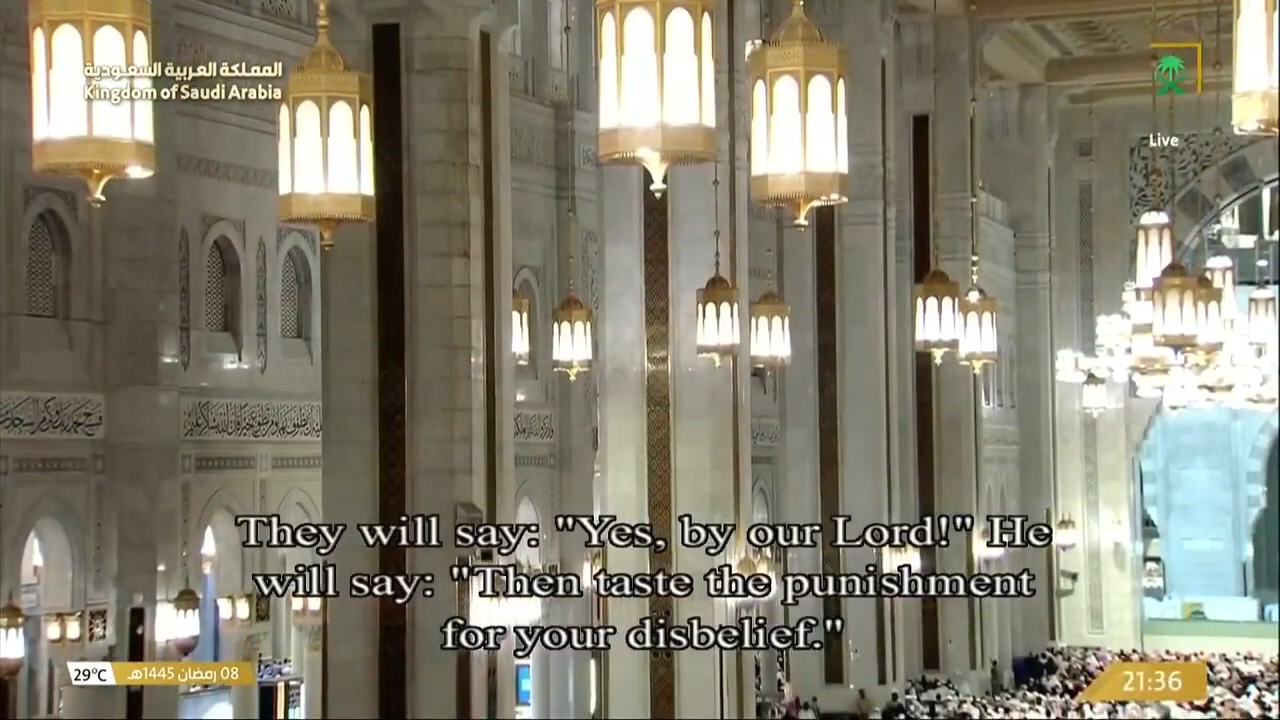 المملكة العربية السعودية
Kingdom of Saudi Arabia
Live
They will say: "Yes, by our Lord!" He
will say: "Then taste the punishment
for your disbelief."
29°C
08 رمضان 1445هـ
21:36